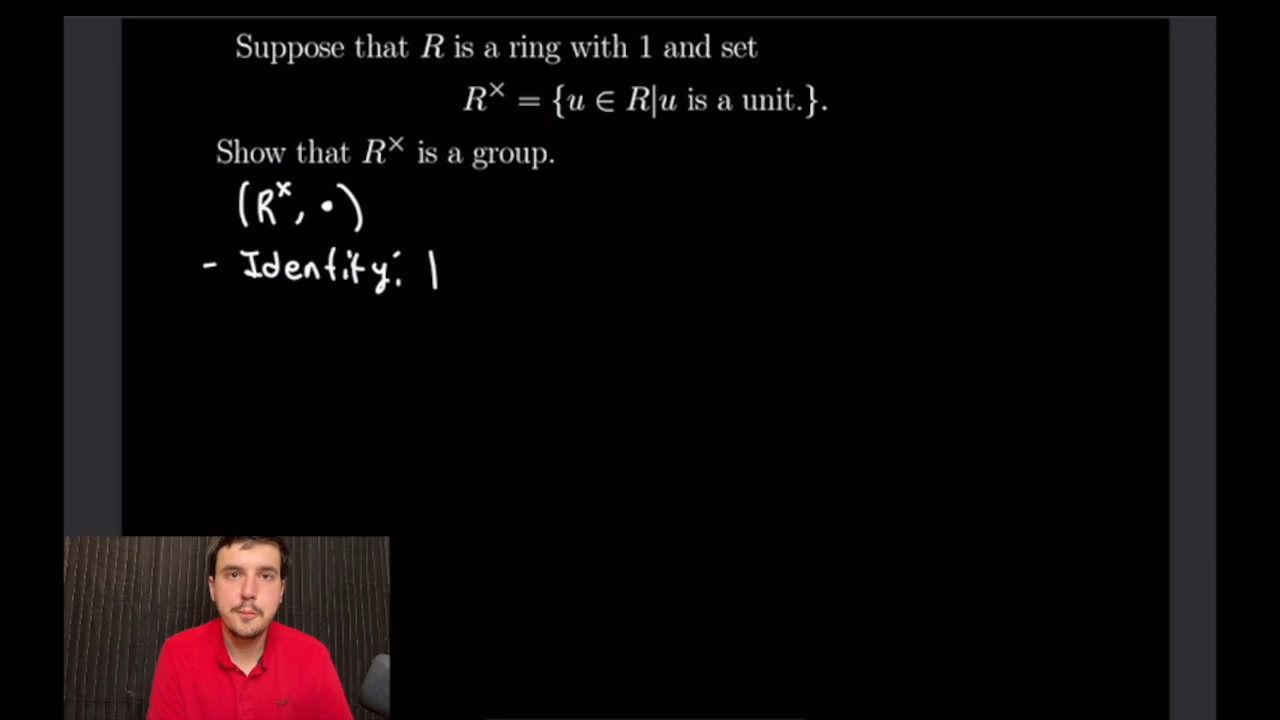 Suppose that R is a ring with 1 and set
R× = {u ∈ R|u is a unit.}.
Show that R× is a group.
(R×, •)
- Identity: 1